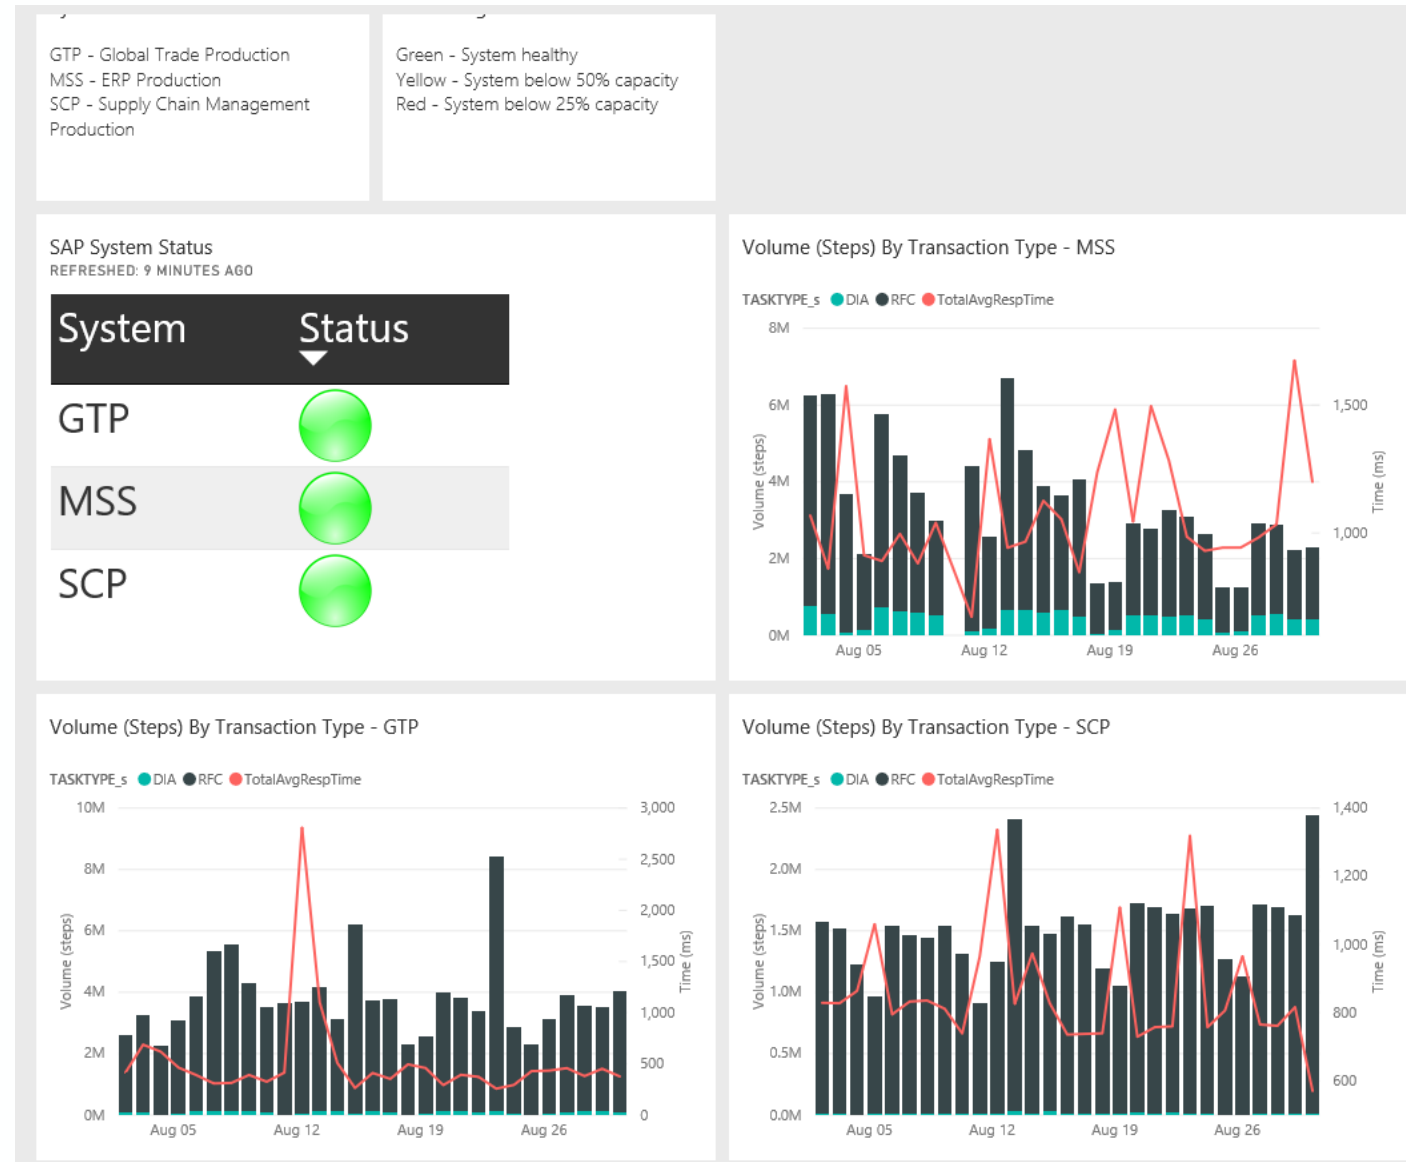 GTP - Global Trade Production
MSS - ERP Production
SCP - Supply Chain Management
Production
Green - System healthy
Yellow - System below 50% capacity
Red - System below 25% capacity
SAP System Status
REFRESHED: 9 MINUTES AGO
System Status
GTP
MSS
SCP
Volume (Steps) By Transaction Type - MSS
TASKTYPE_s DIA RFC TotalAvgRespTime
8M
6M 1,500
4M
1,000
2M
0M
Volume (steps)
Time (ms)
Aug 05 Aug 12 Aug 19 Aug 26
Volume (Steps) By Transaction Type - GTP
TASKTYPE_s DIA RFC TotalAvgRespTime
10M 3,000
2,500
8M
2,000
6M
1,500
4M
1,000
2M
500
0M 0
Volume (steps)
Time (ms)
Aug 05 Aug 12 Aug 19 Aug 26
Volume (Steps) By Transaction Type - SCP
TASKTYPE_s DIA RFC TotalAvgRespTime
2.5M 1,400
2.0M
1,200
1.5M
1,000
1.0M
800
0.5M
600
0.0M
Volume (steps)
Time (ms)
Aug 05 Aug 12 Aug 19 Aug 26